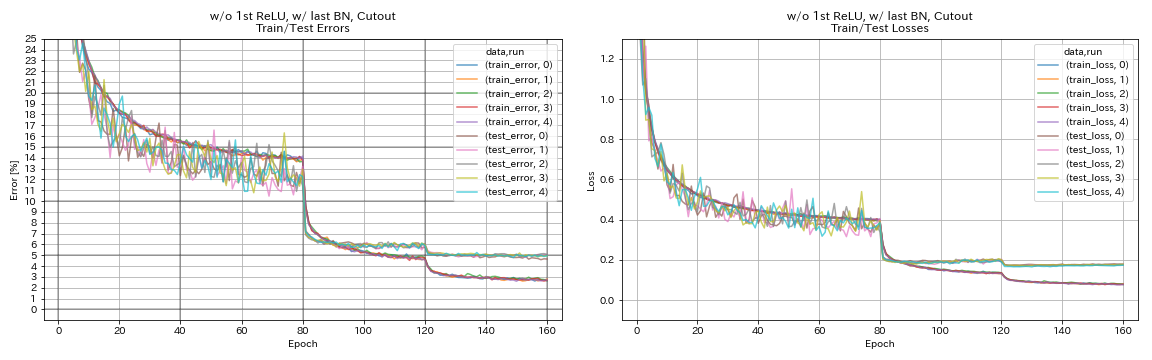 w/o 1st ReLU, w/ last BN, Cutout
Train/Test Errors
25
24
23
22
21
20
19
18
17
16
15
14
13
12
11
10
9
8
7
6
5
4
3
2
1
0
Error [%]
data,run
(train_error, 0)
(train_error, 1)
(train_error, 2)
(train_error, 3)
(train_error, 4)
(test_error, 0)
(test_error, 1)
(test_error, 2)
(test_error, 3)
(test_error, 4)
0 20 40 60 80 100 120 140 160
Epoch
w/o 1st ReLU, w/ last BN, Cutout
Train/Test Losses
1.2
1.0
0.8
0.6
0.4
0.2
0.0
Loss
data,run
(train_loss, 0)
(train_loss, 1)
(train_loss, 2)
(train_loss, 3)
(train_loss, 4)
(test_loss, 0)
(test_loss, 1)
(test_loss, 2)
(test_loss, 3)
(test_loss, 4)
0 20 40 60 80 100 120 140 160
Epoch